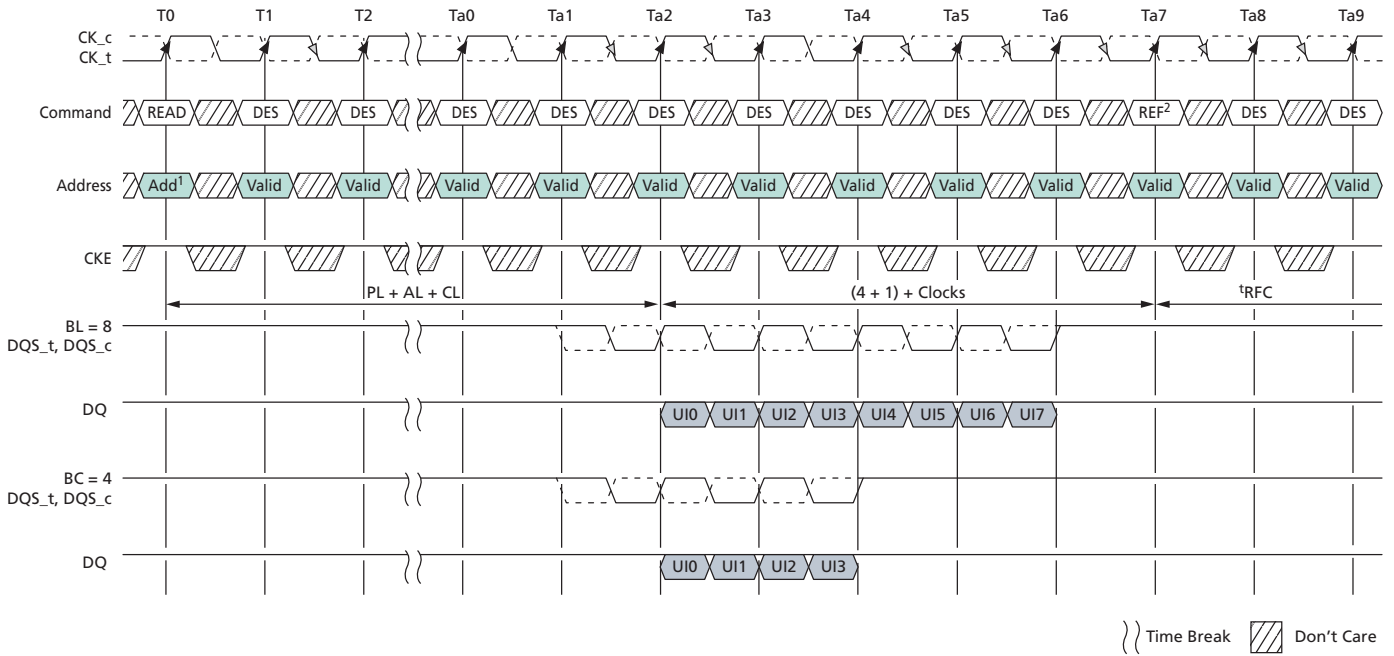 T0 T1 T2 Ta0 Ta1 Ta2 Ta3 Ta4 Ta5 Ta6 Ta7 Ta8 Ta9
CK_c
CK_t
Command READ DES DES DES DES DES DES DES DES DES REF² DES DES
Address Add¹ Valid Valid Valid Valid Valid Valid Valid Valid Valid Valid Valid Valid
CKE
PL + AL + CL (4 + 1) + Clocks ᵗRFC
BL = 8
DQS_t, DQS_c
DQ UI0 UI1 UI2 UI3 UI4 UI5 UI6 UI7
BC = 4
DQS_t, DQS_c
DQ UI0 UI1 UI2 UI3
Time Break Don't Care